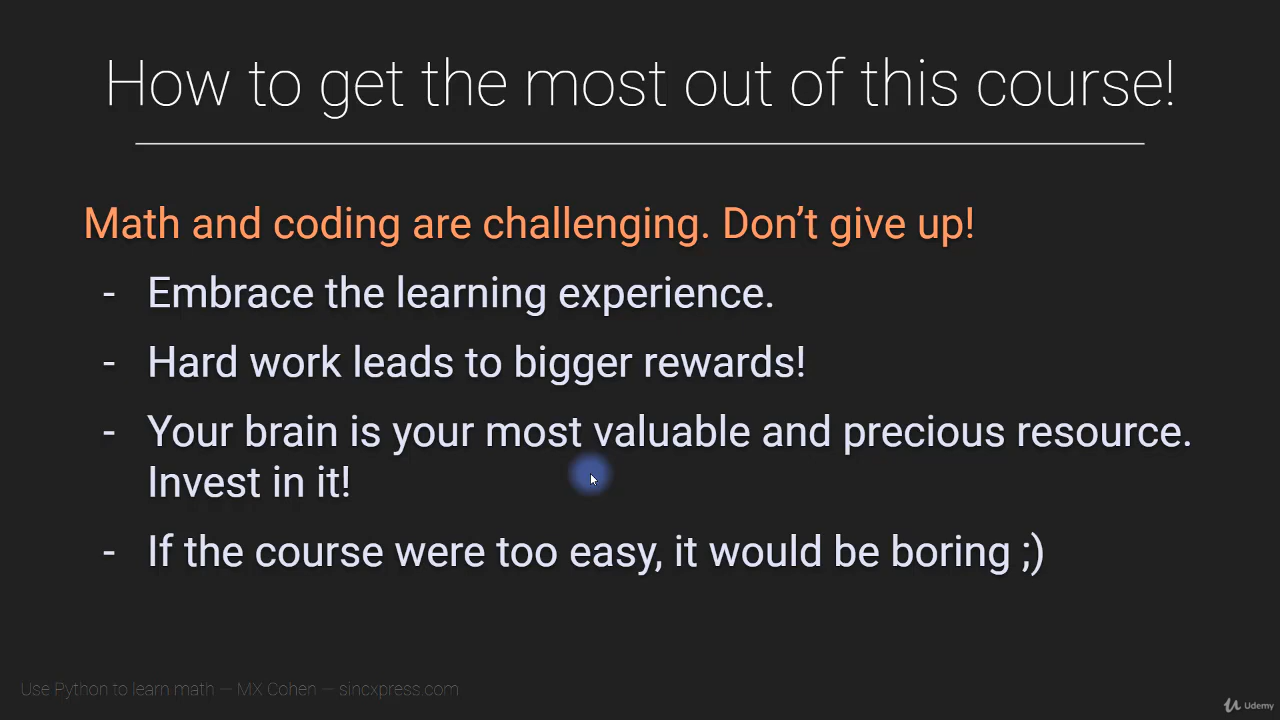 How to get the most out of this course!
Math and coding are challenging. Don’t give up!
- Embrace the learning experience.
- Hard work leads to bigger rewards!
- Your brain is your most valuable and precious resource.
Invest in it!
- If the course were too easy, it would be boring ;)
Use Python to learn math — MX Cohen — sincxpress.com
Udemy